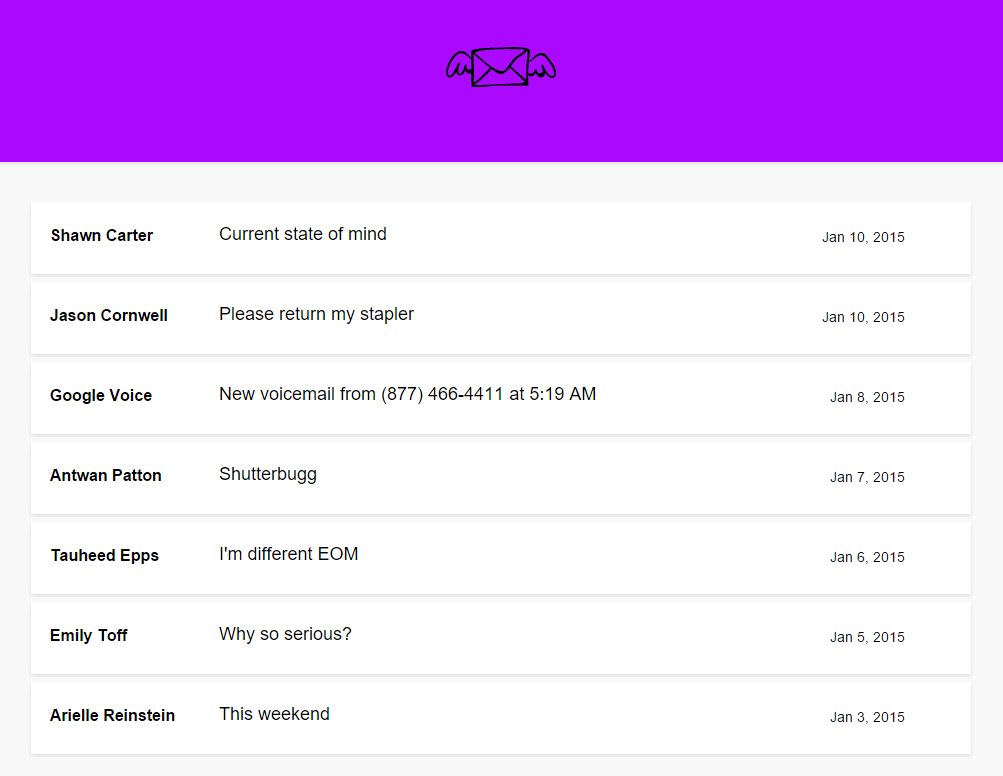 Shawn Carter Current state of mind Jan 10, 2015
Jason Cornwell Please return my stapler Jan 10, 2015
Google Voice New voicemail from (877) 466-4411 at 5:19 AM Jan 8, 2015
Antwan Patton Shutterbugg Jan 7, 2015
Tauheed Epps I'm different EOM Jan 6, 2015
Emily Toff Why so serious? Jan 5, 2015
Arielle Reinstein This weekend Jan 3, 2015